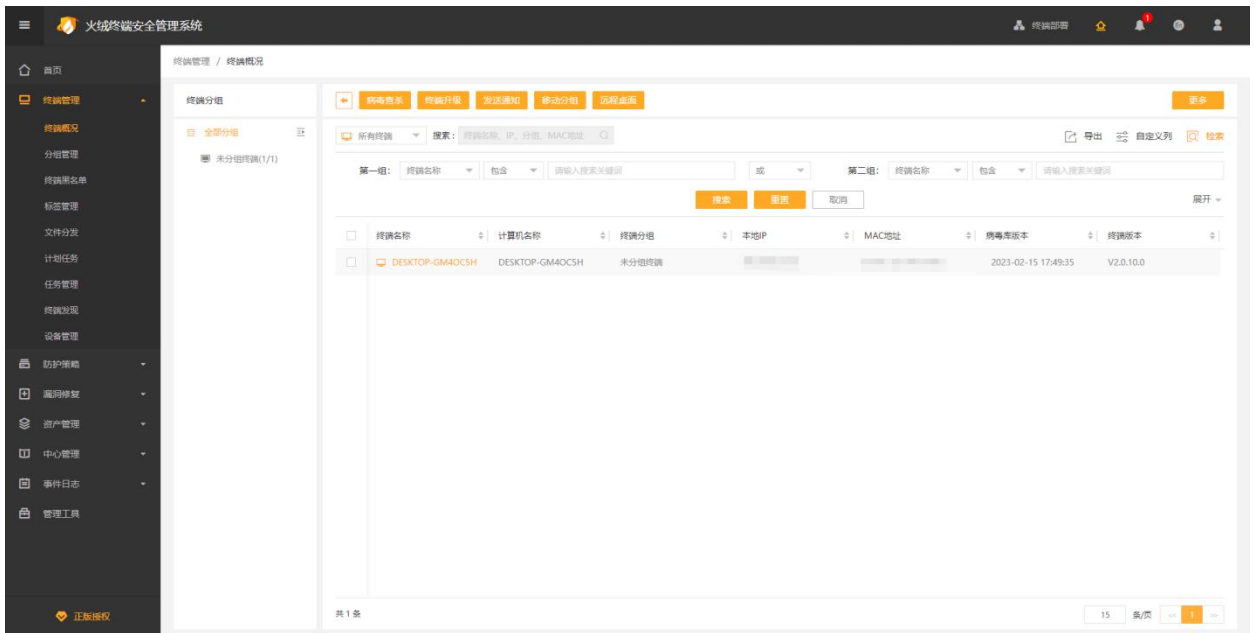 火绒终端安全管理系统
终端部署
1
首页
终端管理 / 终端概况
终端管理
终端概况
分组管理
终端黑名单
标签管理
文件分发
计划任务
任务管理
终端发现
设备管理
防护策略
漏洞修复
资产管理
中心管理
事件日志
管理工具
正版授权
终端分组
全部分组
未分组终端(1/1)
病毒查杀 终端升级 发送通知 移动分组 远程桌面 更多
所有终端 搜索: 终端名称、IP、分组、MAC地址 导出 自定义列 检索
第一组: 终端名称 包含 请输入搜索关键词 或 第二组: 终端名称 包含 请输入搜索关键词
搜索 重置 取消 展开
终端名称 计算机名称 终端分组 本地IP MAC地址 病毒库版本 终端版本
DESKTOP-GM4OC5H DESKTOP-GM4OC5H 未分组终端 2023-02-15 17:49:35 V2.0.10.0
共 1 条 15 条/页 << 1 >>